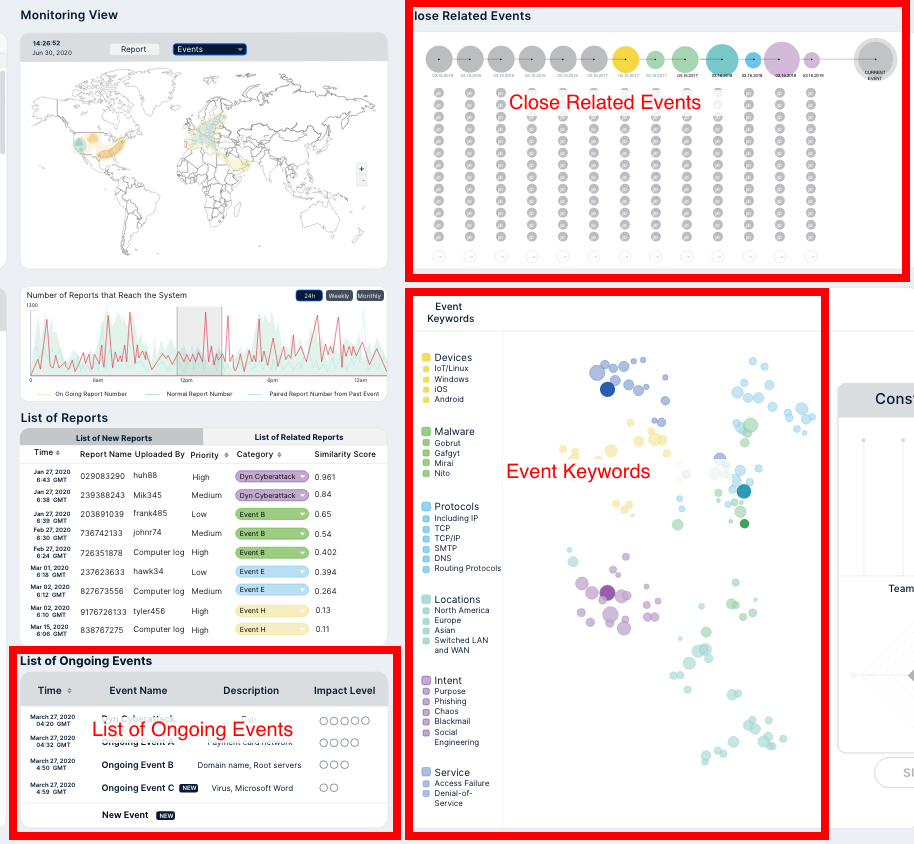 Monitoring View
14:26:52
Jun 30, 2020
Report
Events
+
Number of Reports that Reach the System
24h
Weekly
Monthly
1300
0
6am
12pm
6pm
12am
On Going Report Number
Normal Report Number
Paired Report Number from Past Event
List of Reports
List of New Reports
List of Related Reports
Time Report Name Uploaded By Priority Category Similarity Score
Jan 27, 2020
6:43 GMT
029083290 huh88 High Dyn Cyberattack 0.961
Jan 27, 2020
6:38 GMT
239388243 Mik345 Medium Dyn Cyberattack 0.84
Jan 27, 2020
6:39 GMT
203891039 frank485 Low Event B 0.65
Feb 27, 2020
6:30 GMT
736742133 johnr74 Medium Event B 0.54
Feb 27, 2020
6:24 GMT
726351878 Computer log High Event B 0.402
Mar 01, 2020
6:18 GMT
237623633 hawk34 Low Event E 0.394
Mar 02, 2020
6:12 GMT
827673556 Computer log Medium Event E 0.264
Mar 02, 2020
6:10 GMT
9176726133 tyler456 High Event H 0.13
Mar 15, 2020
6:06 GMT
838767275 Computer log High Event H 0.11
List of Ongoing Events
Time Event Name Description Impact Level
March 27, 2020
04:20 GMT
Dyn Cyberattack
List of Ongoing Events
March 27, 2020
04:32 GMT
Ongoing Event A Payment card network
March 27, 2020
4:50 GMT
Ongoing Event B Domain name, Root servers
March 27, 2020
4:59 GMT
Ongoing Event C NEW Virus, Microsoft Word
New Event NEW
lose Related Events
CURRENT
EVENT
Close Related Events
Event
Keywords
Devices
IoT/Linux
Windows
iOS
Android
Malware
Gobrut
Gafgyt
Mirai
Nito
Event Keywords
Protocols
Including IP
TCP
TCP/IP
SMTP
DNS
Routing Protocols
Locations
North America
Europe
Asian
Switched LAN
and WAN
Intent
Purpose
Phishing
Chaos
Blackmail
Social
Engineering
Service
Access Failure
Denial-of-
Service
Const
Team
SU